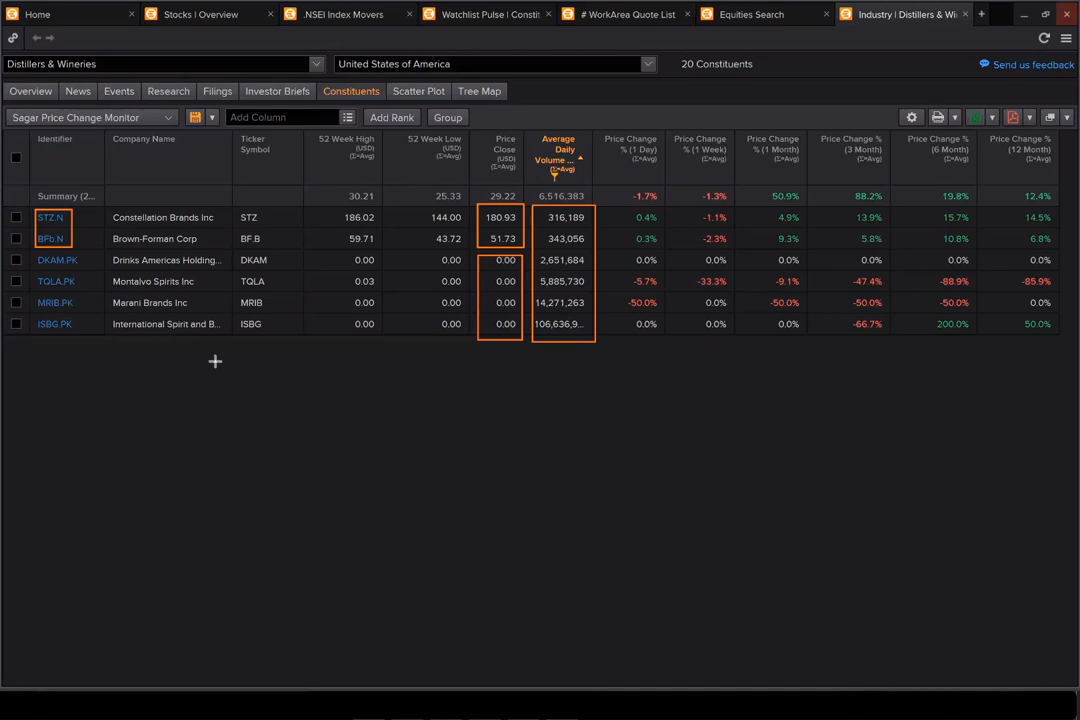 Home
Stocks | Overview
.NSEI Index Movers
Watchlist Pulse | Constit
# WorkArea Quote List
Equities Search
Industry | Distillers & Wi
Distillers & Wineries
United States of America
20 Constituents
Send us feedback
Overview
News
Events
Research
Filings
Investor Briefs
Constituents
Scatter Plot
Tree Map
Sagar Price Change Monitor
Add Column
Add Rank
Group
Identifier
Company Name
Ticker
Symbol
52 Week High
(USD)
(Σ=Avg)
52 Week Low
(USD)
(Σ=Avg)
Price
Close
(USD)
(Σ=Avg)
Average
Daily
Volume ...
(Σ=Avg)
Price Change
% (1 Day)
(Σ=Avg)
Price Change
% (1 Week)
(Σ=Avg)
Price Change
% (1 Month)
(Σ=Avg)
Price Change %
(3 Month)
(Σ=Avg)
Price Change %
(6 Month)
(Σ=Avg)
Price Change %
(12 Month)
(Σ=Avg)
Summary (2... 30.21 25.33 29.22 6,516,383 -1.7% -1.3% 50.9% 88.2% 19.8% 12.4%
STZ.N Constellation Brands Inc STZ 186.02 144.00 180.93 316,189 0.4% -1.1% 4.9% 13.9% 15.7% 14.5%
BFb.N Brown-Forman Corp BF.B 59.71 43.72 51.73 343,056 0.3% -2.3% 9.3% 5.8% 10.8% 6.8%
DKAM.PK Drinks Americas Holding... DKAM 0.00 0.00 0.00 2,651,684 0.0% 0.0% 0.0% 0.0% 0.0% 0.0%
TQLA.PK Montalvo Spirits Inc TQLA 0.03 0.00 0.00 5,885,730 -5.7% -33.3% -9.1% -47.4% -88.9% -85.9%
MRIB.PK Marani Brands Inc MRIB 0.00 0.00 0.00 14,271,263 -50.0% 0.0% -50.0% -50.0% -50.0% 0.0%
ISBG.PK International Spirit and B... ISBG 0.00 0.00 0.00 106,636,9... 0.0% 0.0% 0.0% -66.7% 200.0% 50.0%